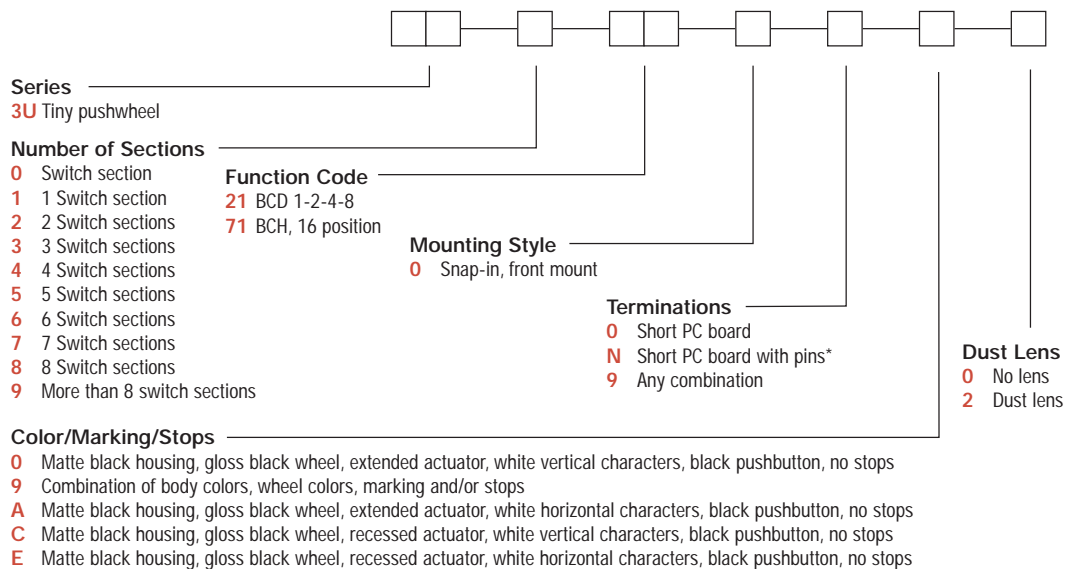 Series
3U Tiny pushwheel
Number of Sections
0 Switch section
1 1 Switch section
2 2 Switch sections
3 3 Switch sections
4 4 Switch sections
5 5 Switch sections
6 6 Switch sections
7 7 Switch sections
8 8 Switch sections
9 More than 8 switch sections
Function Code
21 BCD 1-2-4-8
71 BCH, 16 position
Mounting Style
0 Snap-in, front mount
Terminations
0 Short PC board
N Short PC board with pins*
9 Any combination
Dust Lens
0 No lens
2 Dust lens
Color/Marking/Stops
0 Matte black housing, gloss black wheel, extended actuator, white vertical characters, black pushbutton, no stops
9 Combination of body colors, wheel colors, marking and/or stops
A Matte black housing, gloss black wheel, extended actuator, white horizontal characters, black pushbutton, no stops
C Matte black housing, gloss black wheel, recessed actuator, white vertical characters, black pushbutton, no stops
E Matte black housing, gloss black wheel, recessed actuator, white horizontal characters, black pushbutton, no stops